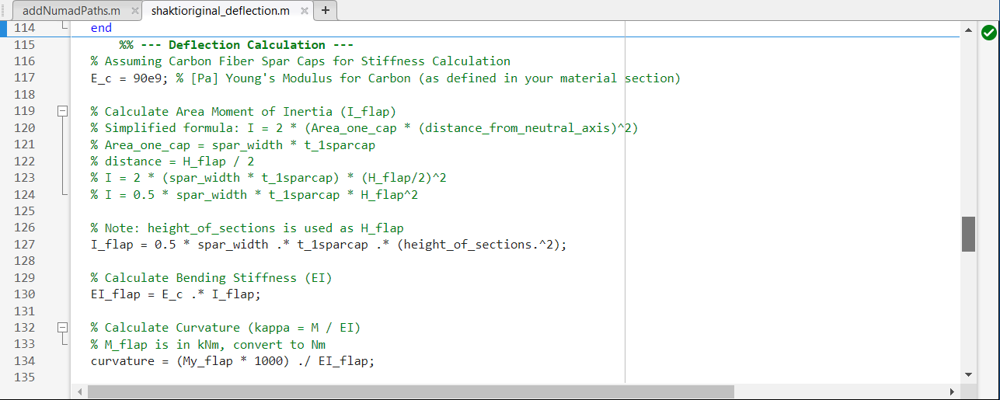 addNumadPaths.m × shaktioriginal_deflection.m × +
114 end
115 %% --- Deflection Calculation ---
116 % Assuming Carbon Fiber Spar Caps for Stiffness Calculation
117 E_c = 90e9; % [Pa] Young's Modulus for Carbon (as defined in your material section)
118
119 % Calculate Area Moment of Inertia (I_flap)
120 % Simplified formula: I = 2 * (Area_one_cap * (distance_from_neutral_axis)^2)
121 % Area_one_cap = spar_width * t_1sparcap
122 % distance = H_flap / 2
123 % I = 2 * (spar_width * t_1sparcap) * (H_flap/2)^2
124 % I = 0.5 * spar_width * t_1sparcap * H_flap^2
125
126 % Note: height_of_sections is used as H_flap
127 I_flap = 0.5 * spar_width .* t_1sparcap .* (height_of_sections.^2);
128
129 % Calculate Bending Stiffness (EI)
130 EI_flap = E_c .* I_flap;
131
132 % Calculate Curvature (kappa = M / EI)
133 % M_flap is in kNm, convert to Nm
134 curvature = (My_flap * 1000) ./ EI_flap;
135